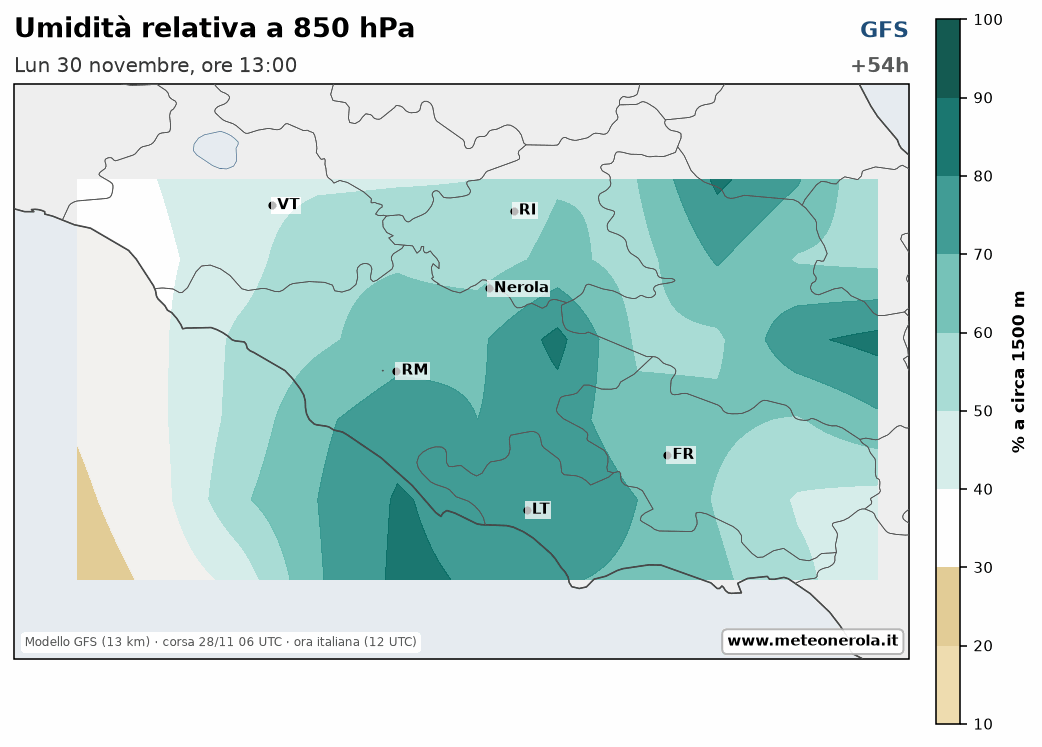 Umidità relativa a 850 hPa
GFS
Lun 30 novembre, ore 13:00
+54h
VT
RI
Nerola
RM
FR
LT
100
90
80
70
60
50
40
30
20
10
% a circa 1500 m
Modello GFS (13 km) · corsa 28/11 06 UTC · ora italiana (12 UTC)
www.meteonerola.it